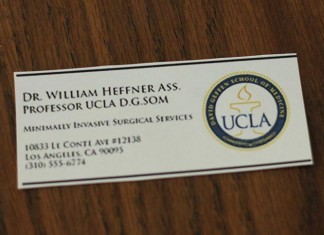 Dr. William Heffner Ass.
Professor UCLA D.G.SOM
Minimally Invasive Surgical Services
10833 Le Conte Ave #12138
Los Angeles, CA 90095
(310) 555-6774
DAVID GEFFEN SCHOOL OF MEDICINE
UCLA